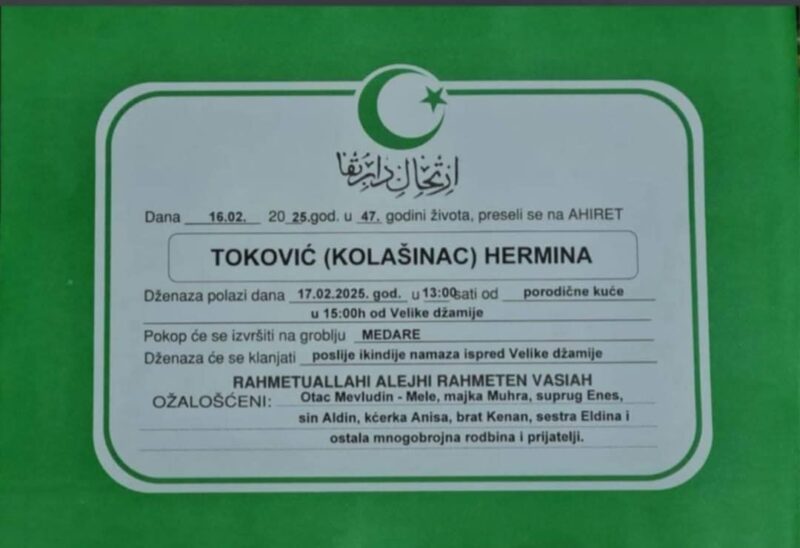 ارتحال دار بقا
Dana 16.02. 20 25.god. u 47. godini života, preseli se na AHIRET
TOKOVIĆ (KOLAŠINAC) HERMINA
Dženaza polazi dana 17.02.2025. god. u 13:00 sati od porodične kuće
u 15:00h od Velike džamije
Pokop će se izvršiti na groblju MEDARE
Dženaza će se klanjati poslije ikindije namaza ispred Velike džamije
RAHMETUALLAHI ALEJHI RAHMETEN VASIAH
OŽALOŠĆENI: Otac Mevludin - Mele, majka Muhra, suprug Enes,
sin Aldin, kćerka Anisa, brat Kenan, sestra Eldina i
ostala mnogobrojna rodbina i prijatelji.